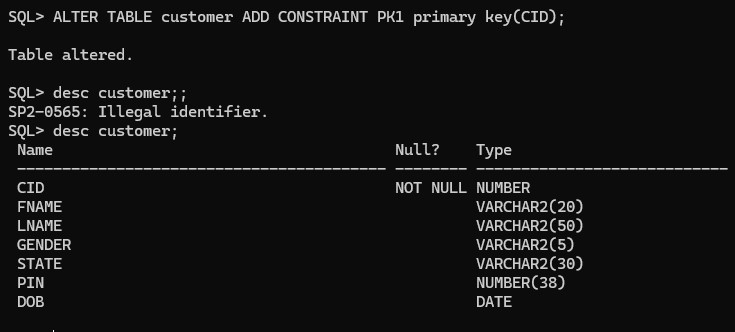 SQL> ALTER TABLE customer ADD CONSTRAINT PK1 primary key(CID);
Table altered.
SQL> desc customer;;
SP2-0565: Illegal identifier.
SQL> desc customer;
Name Null? Type
----------------------------------------- -------- ----------------------------
CID NOT NULL NUMBER
FNAME VARCHAR2(20)
LNAME VARCHAR2(50)
GENDER VARCHAR2(5)
STATE VARCHAR2(30)
PIN NUMBER(38)
DOB DATE